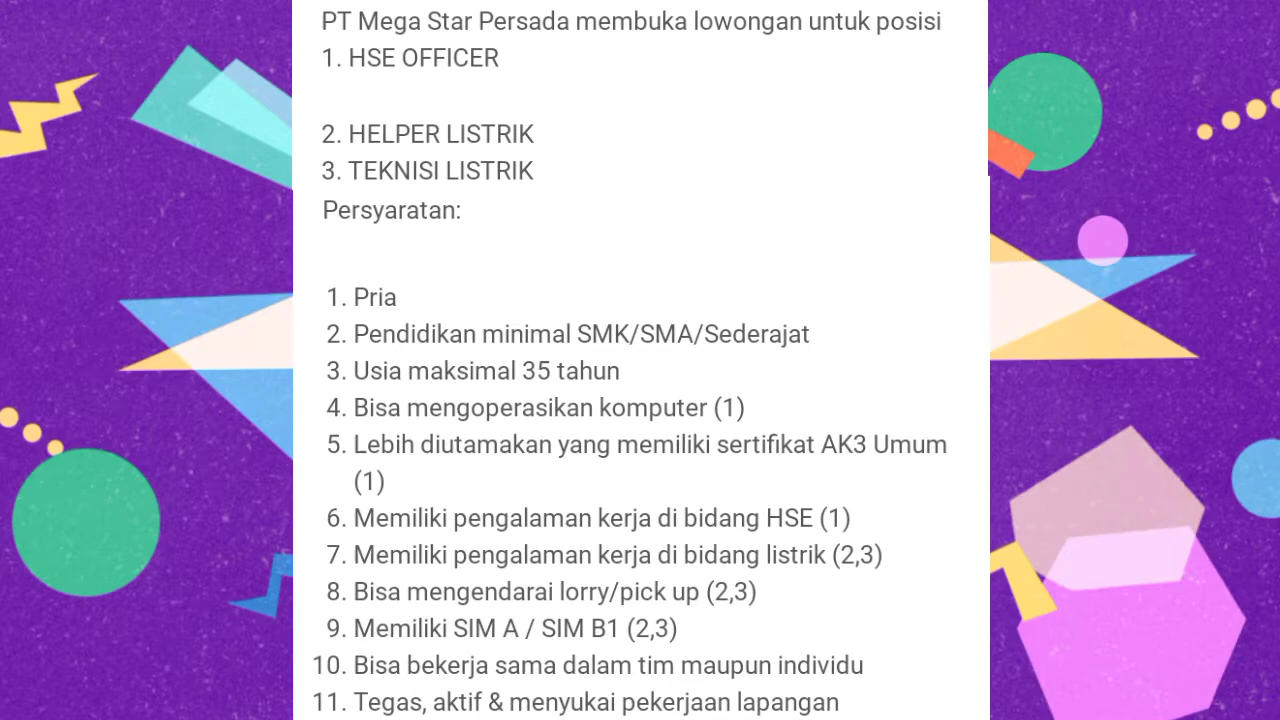 PT Mega Star Persada membuka lowongan untuk posisi
1. HSE OFFICER
2. HELPER LISTRIK
3. TEKNISI LISTRIK
Persyaratan:
1. Pria
2. Pendidikan minimal SMK/SMA/Sederajat
3. Usia maksimal 35 tahun
4. Bisa mengoperasikan komputer (1)
5. Lebih diutamakan yang memiliki sertifikat AK3 Umum
(1)
6. Memiliki pengalaman kerja di bidang HSE (1)
7. Memiliki pengalaman kerja di bidang listrik (2,3)
8. Bisa mengendarai lorry/pick up (2,3)
9. Memiliki SIM A / SIM B1 (2,3)
10. Bisa bekerja sama dalam tim maupun individu
11. Tegas, aktif & menyukai pekerjaan lapangan